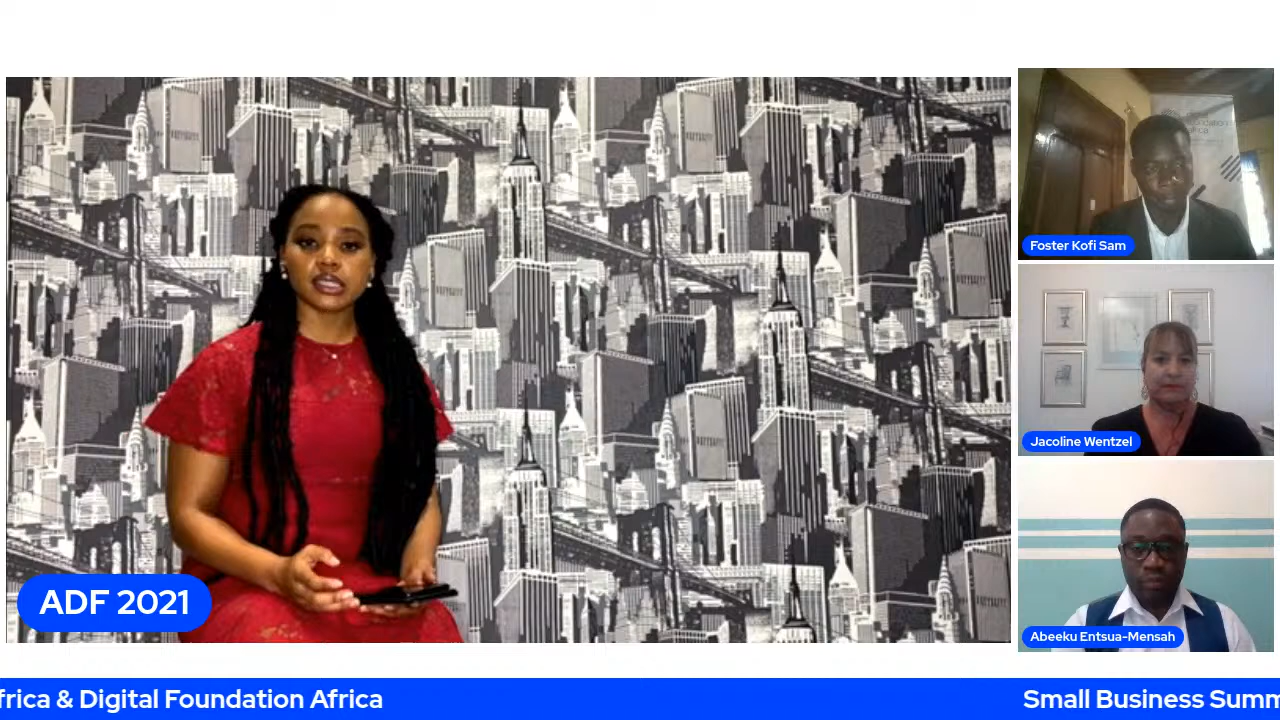 Foster Kofi Sam
Jacoline Wentzel
ADF 2021
Abeeku Entsua-Mensah
frica & Digital Foundation Africa
Small Business Summ